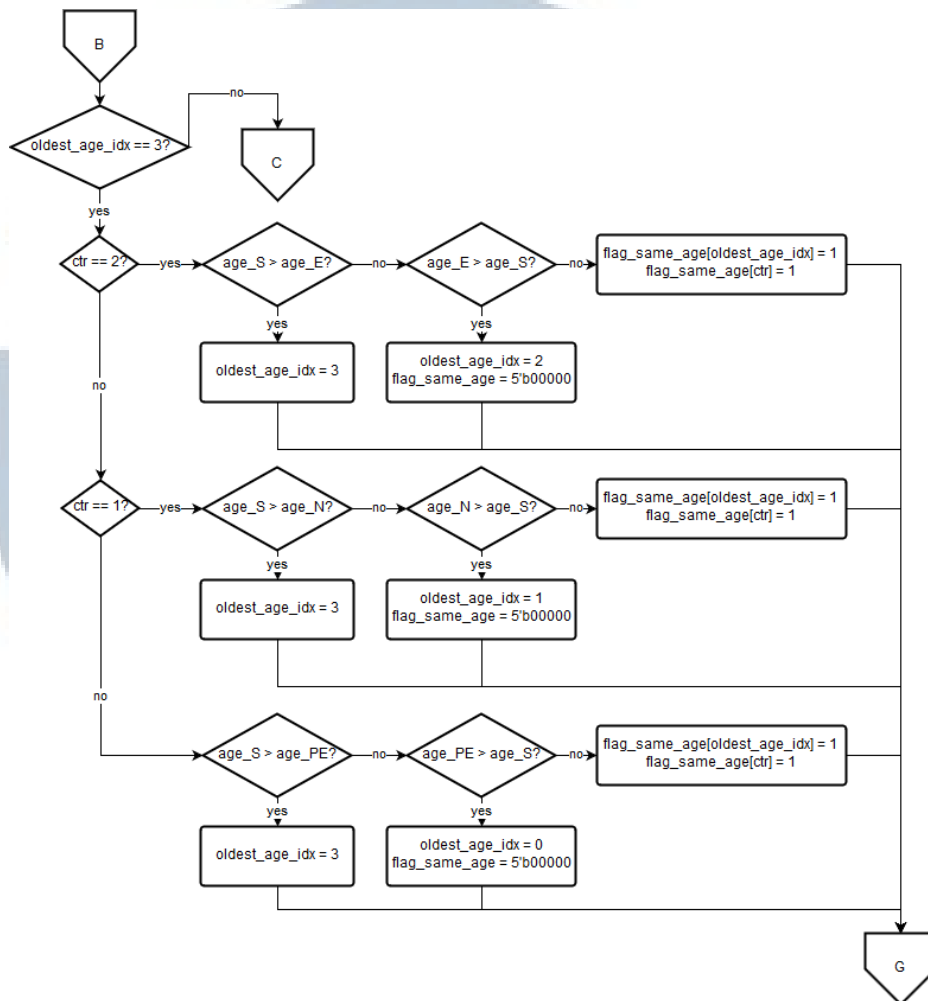 B
no
oldest_age_idx == 3?
C
yes
ctr == 2?
yes
age_S > age_E?
no
age_E > age_S?
no
flag_same_age[oldest_age_idx] = 1
flag_same_age[ctr] = 1
yes
yes
oldest_age_idx = 3
oldest_age_idx = 2
flag_same_age = 5'b00000
no
ctr == 1?
yes
age_S > age_N?
no
age_N > age_S?
no
flag_same_age[oldest_age_idx] = 1
flag_same_age[ctr] = 1
yes
yes
oldest_age_idx = 3
oldest_age_idx = 1
flag_same_age = 5'b00000
no
age_S > age_PE?
no
age_PE > age_S?
no
flag_same_age[oldest_age_idx] = 1
flag_same_age[ctr] = 1
yes
yes
oldest_age_idx = 3
oldest_age_idx = 0
flag_same_age = 5'b00000
G